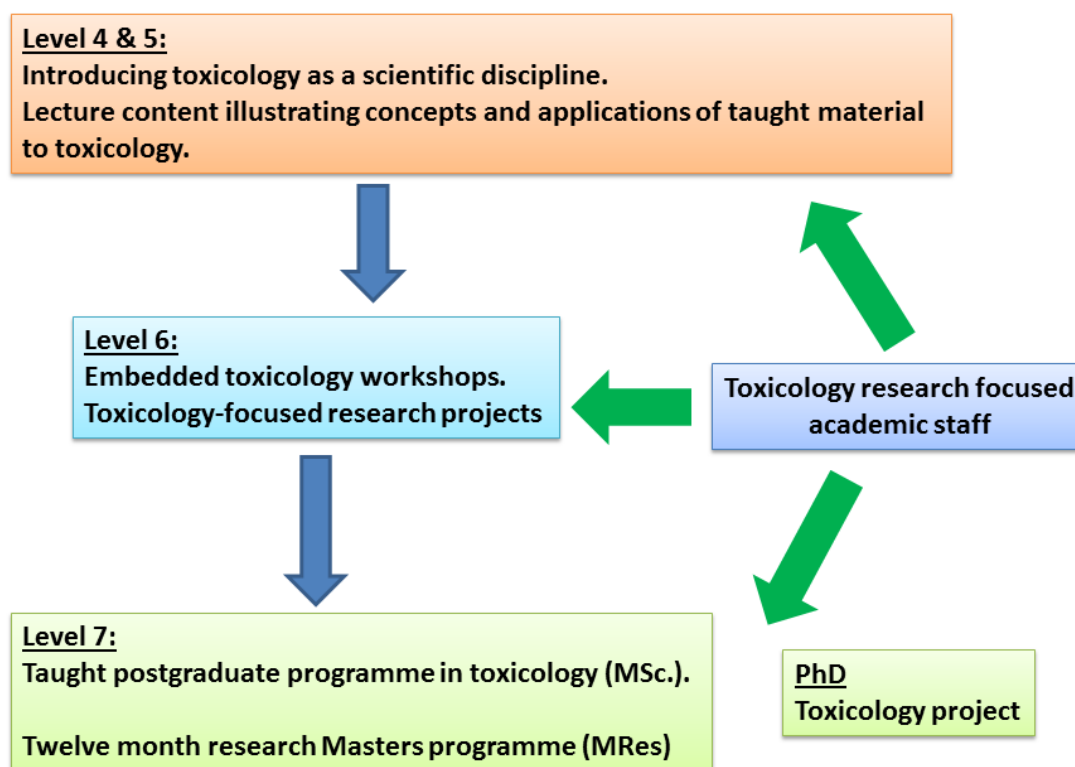 Level 4 & 5:
Introducing toxicology as a scientific discipline.
Lecture content illustrating concepts and applications of taught material
to toxicology.
Level 6:
Embedded toxicology workshops.
Toxicology-focused research projects
Toxicology research focused
academic staff
Level 7:
Taught postgraduate programme in toxicology (MSc.).
Twelve month research Masters programme (MRes)
PhD
Toxicology project